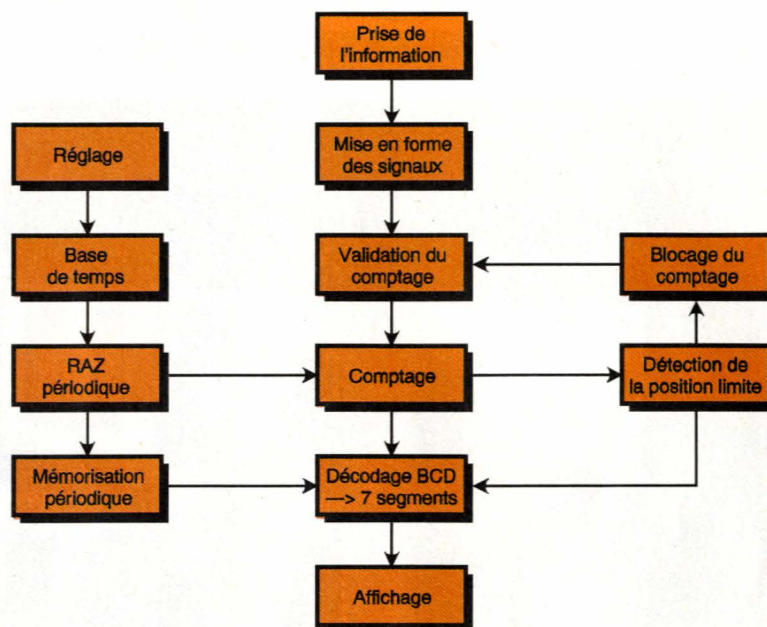 Prise de
l'information
Réglage
Mise en forme
des signaux
Base
de temps
Validation du
comptage
Blocage du
comptage
RAZ
périodique
Comptage
Détection de
la position limite
Mémorisation
périodique
Décodage BCD
—> 7 segments
Affichage